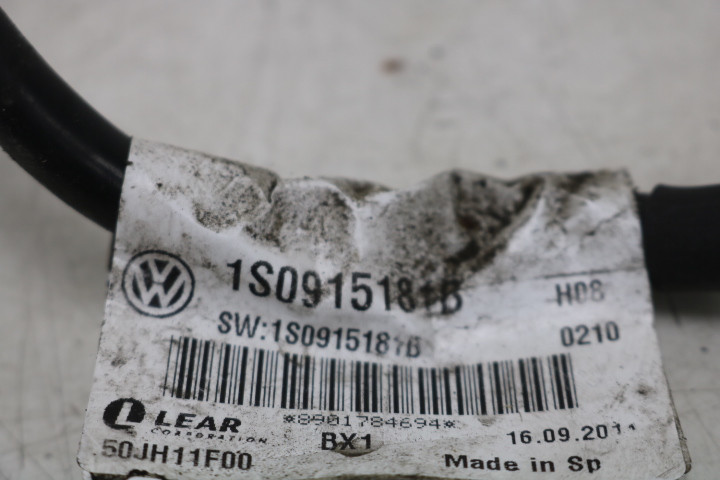 1S0915181B H08
SW:1S0915181B 0210
*8901784694*
LEAR
CORPORATION
BX1 16.09.2011
50JH11F00 Made in Sp